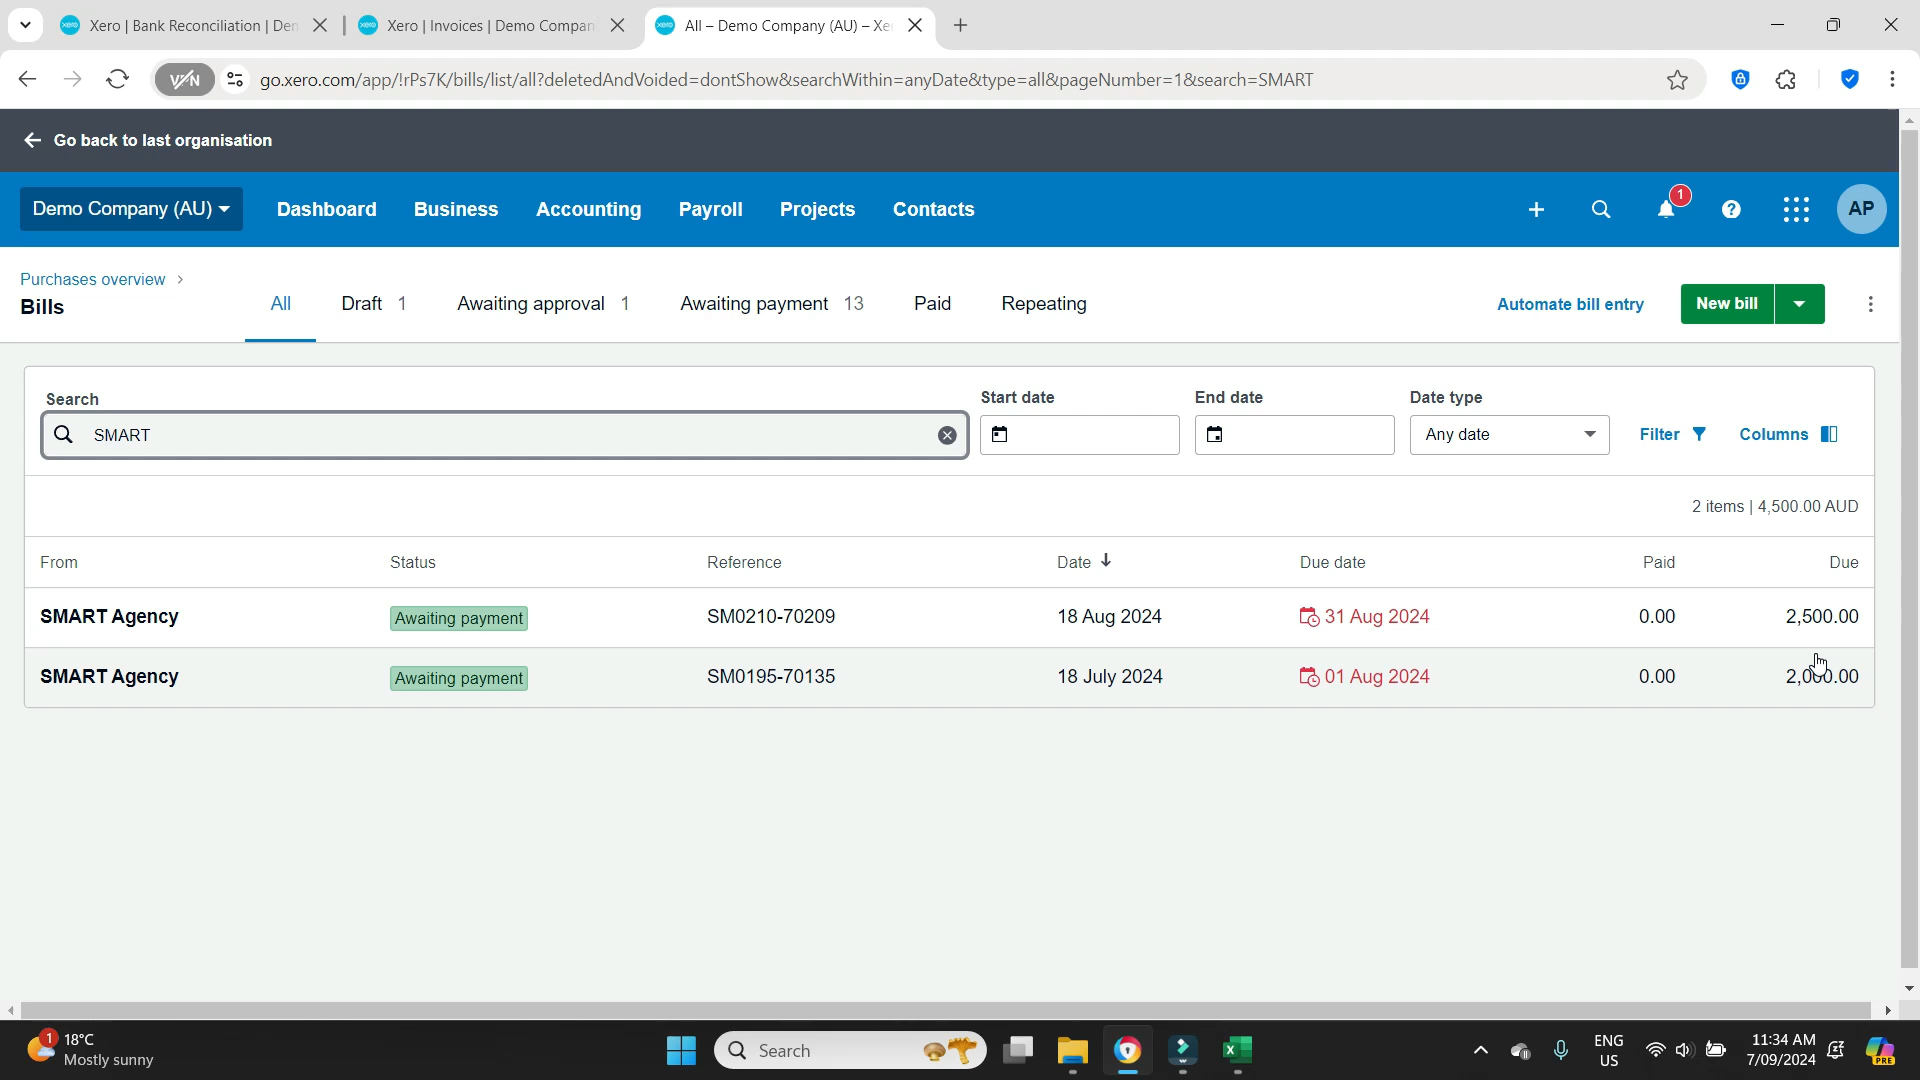 Xero | Bank Reconciliation | Den
Xero | Invoices | Demo Compan
All – Demo Company (AU) – Xe
VPN
go.xero.com/app/!rPs7K/bills/list/all?deletedAndVoided=dontShow&searchWithin=anyDate&type=all&pageNumber=1&search=SMART
Go back to last organisation
Demo Company (AU) Dashboard Business Accounting Payroll Projects Contacts 1 AP
Purchases overview
Bills
All Draft 1 Awaiting approval 1 Awaiting payment 13 Paid Repeating Automate bill entry New bill
Search Start date End date Date type
SMART Any date Filter Columns
2 items | 4,500.00 AUD
From Status Reference Date Due date Paid Due
SMART Agency Awaiting payment SM0210-70209 18 Aug 2024 31 Aug 2024 0.00 2,500.00
SMART Agency Awaiting payment SM0195-70135 18 July 2024 01 Aug 2024 0.00 2,000.00
1 18°C
Mostly sunny
Search
ENG
US
11:34 AM
7/09/2024
PRE